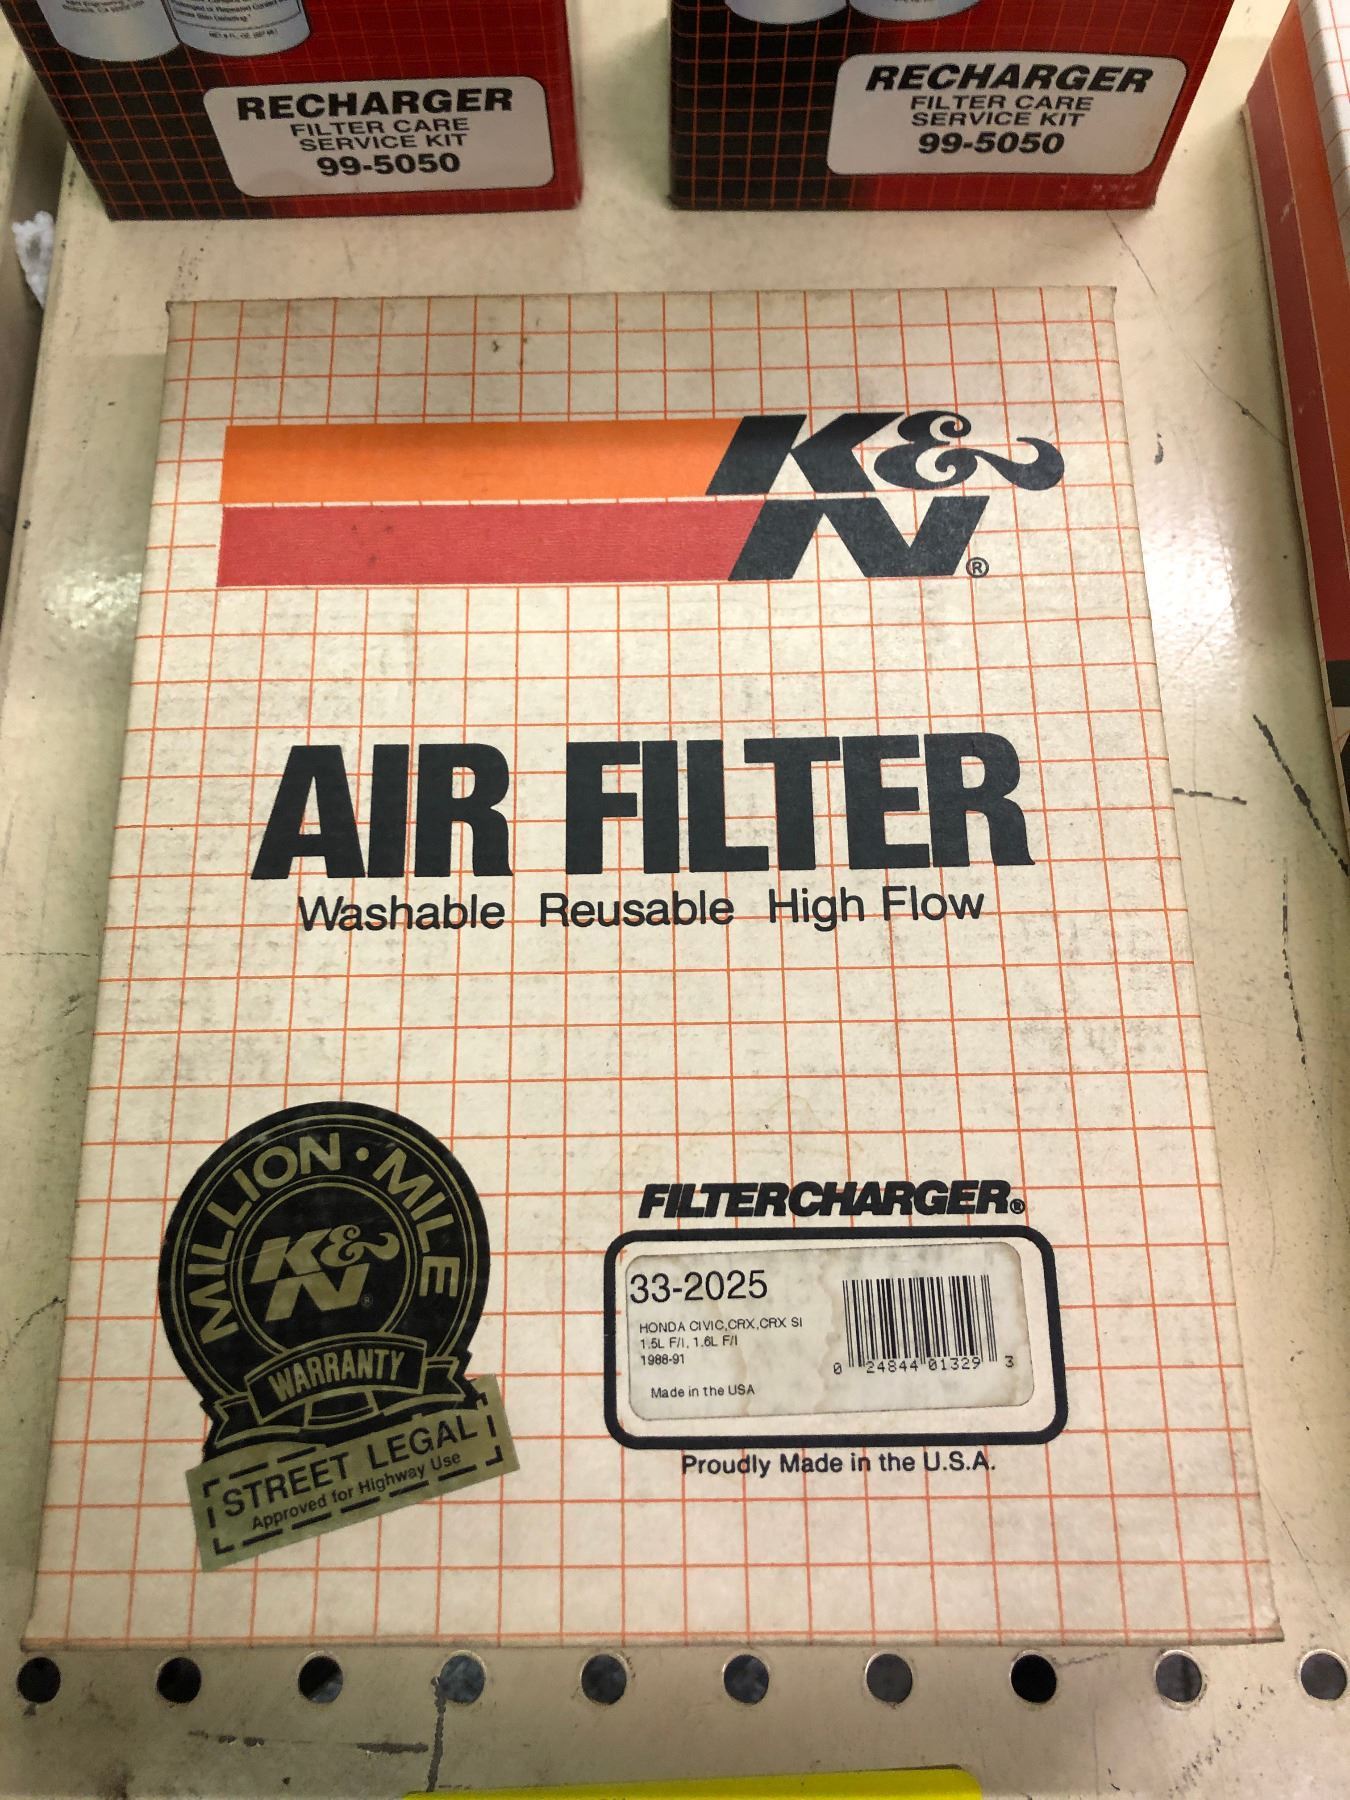 RECHARGER
FILTER CARE
SERVICE KIT
99-5050
RECHARGER
FILTER CARE
SERVICE KIT
99-5050
K&N®
AIR FILTER
Washable Reusable High Flow
MILLION • MILE
K&N®
WARRANTY
STREET LEGAL
Approved for Highway Use
FILTERCHARGER®
33-2025
HONDA CIVIC,CRX,CRX SI
1.5L F/I, 1.6L F/I
1988-91
Made in the USA
0 24844 01329 3
Proudly Made in the U.S.A.